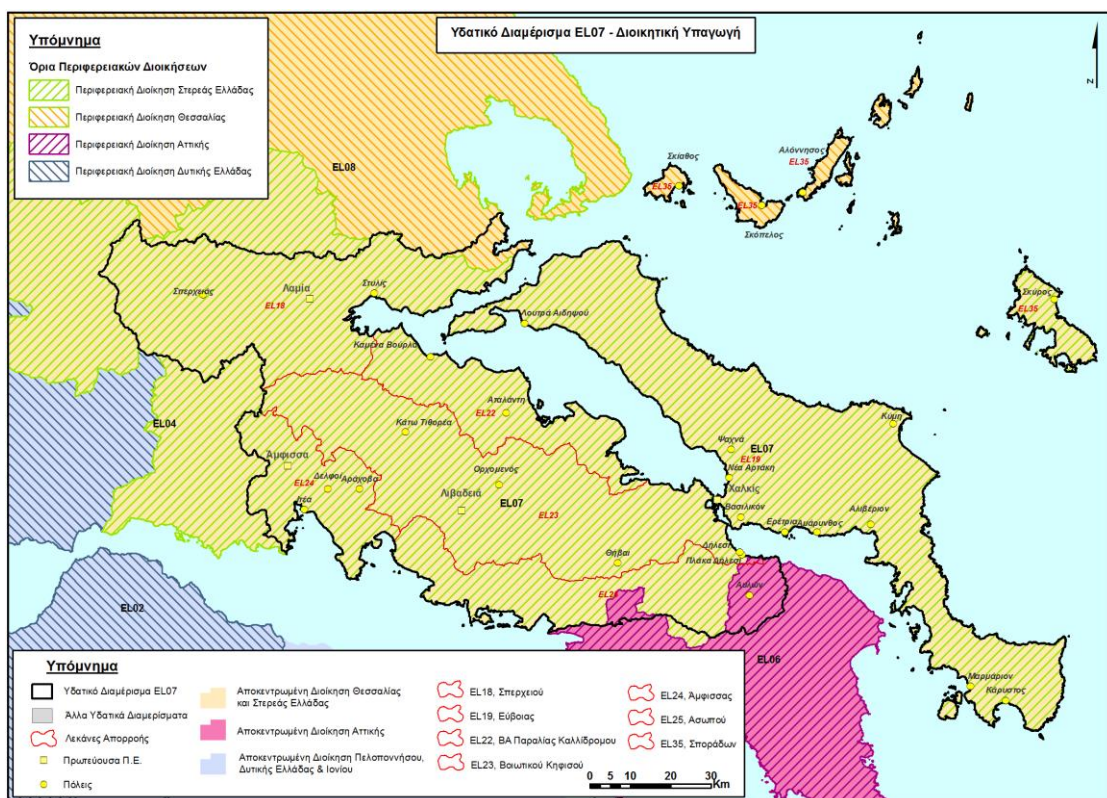 Υδατικό Διαμέρισμα EL07 - Διοικητική Υπαγωγή
Υπόμνημα
Όρια Περιφερειακών Διοικήσεων
Περιφερειακή Διοίκηση Στερεάς Ελλάδας
Περιφερειακή Διοίκηση Θεσσαλίας
Περιφερειακή Διοίκηση Αττικής
Περιφερειακή Διοίκηση Δυτικής Ελλάδας
Z
EL08
Σκίαθος
EL35
Αλόννησος
EL35
EL35
Σκόπελος
Σκύρος
EL35
Σπερχειάς
EL18
Λαμία
Στυλίς
Λουτρά Αιδηψού
Καμένα Βούρλα
EL04
Αταλάντη
EL22
Κάτω Τιθορέα
Κύμη
Ψαχνά
EL07
EL19
Νέα Αρτάκη
Χαλκίς
Βασιλικόν
Ερέτρια
Αμάρυνθος
Αλιβέριον
Άμφισσα
EL24
Δελφοί
Αράχοβα
Ιτέα
Ορχομενός
Λιβαδειά
EL07
EL23
Θήβαι
Δήλεσι
Πλάκα Δήλεσι
Αυλών
EL25
EL02
EL06
Μαρμάριον
Κάρυστος
Υπόμνημα
Υδατικό Διαμέρισμα EL07
Άλλα Υδατικά Διαμερίσματα
Λεκάνες Απορροής
Πρωτεύουσα Π.Ε.
Πόλεις
Αποκεντρωμένη Διοίκηση Θεσσαλίας
και Στερεάς Ελλάδας
Αποκεντρωμένη Διοίκηση Αττικής
Αποκεντρωμένη Διοίκηση Πελοποννήσου,
Δυτικής Ελλάδας & Ιονίου
EL18, Σπερχειού
EL19, Εύβοιας
EL22, ΒΑ Παραλίας Καλλίδρομου
EL23, Βοιωτικού Κηφισού
EL24, Άμφισσας
EL25, Ασωπού
EL35, Σποράδων
0 5 10 20 30
Km